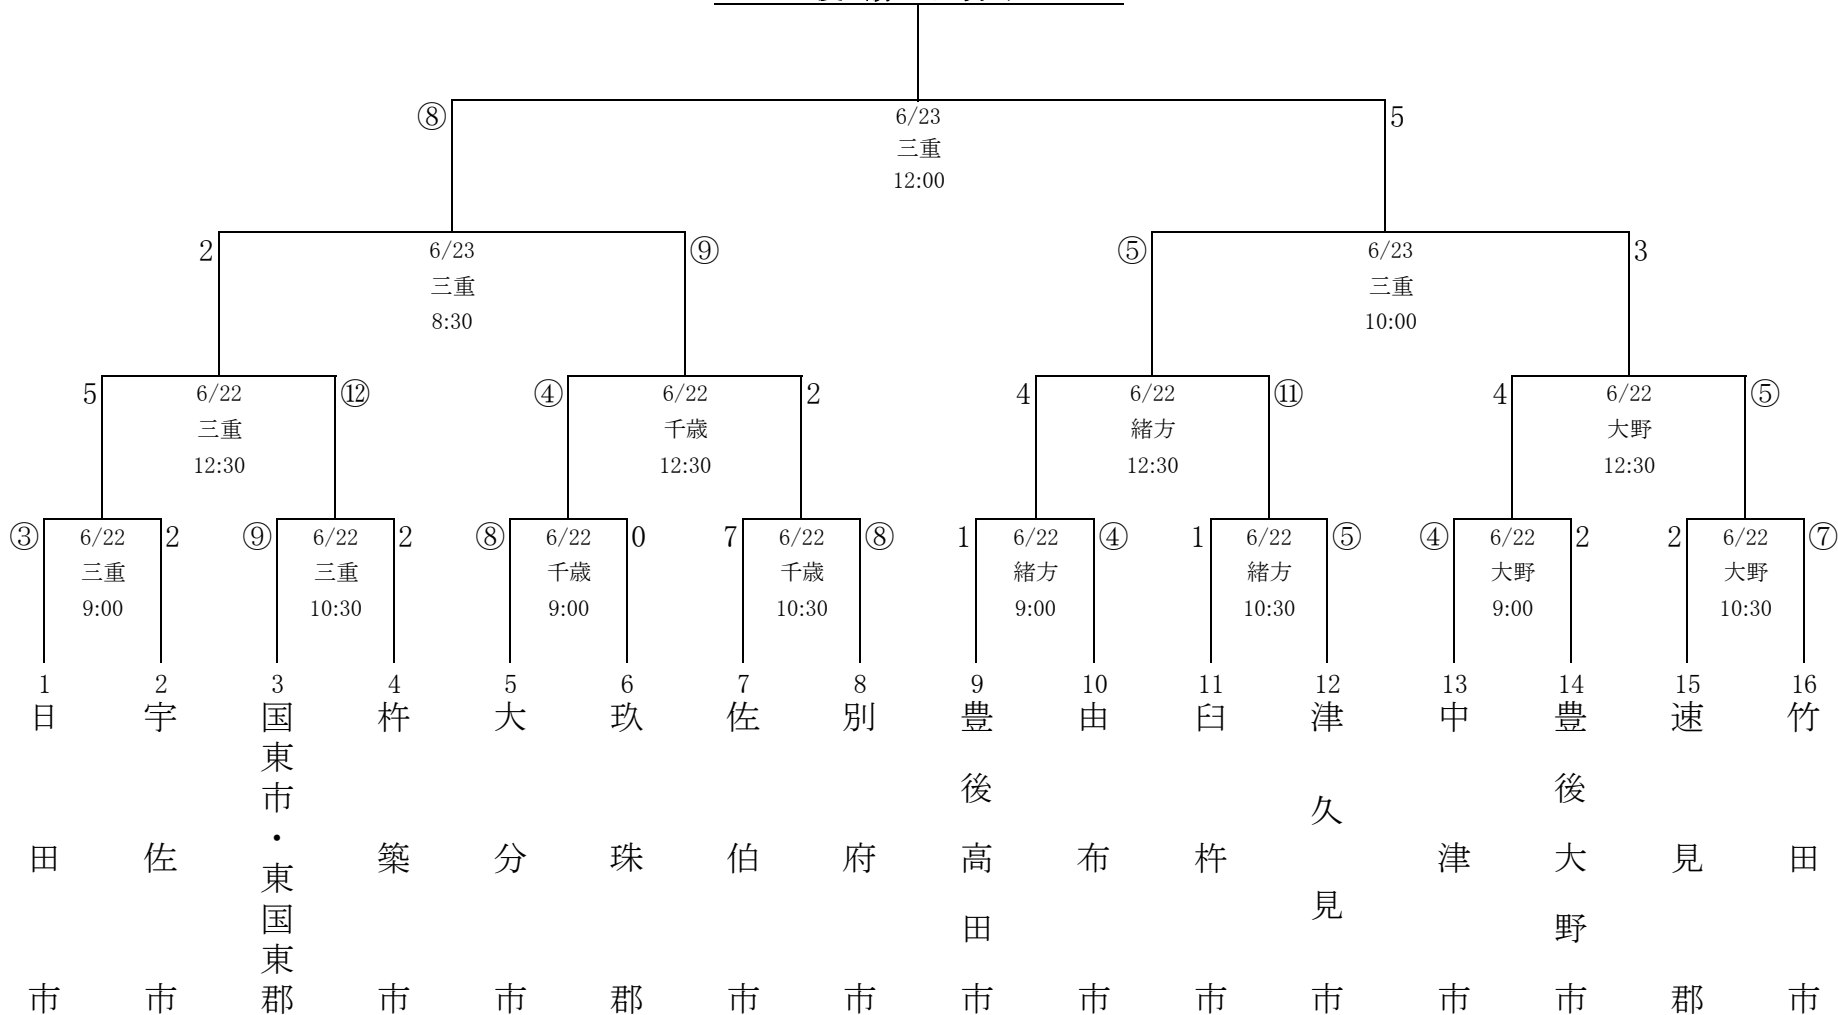 ⑧ 6/23 5
三重
12:00
2 6/23 ⑨ ⑤ 6/23 3
三重 三重
8:30 10:00
5 6/22 ⑫ ④ 6/22 2 4 6/22 ⑪ 4 6/22 ⑤
三重 千歳 緒方 大野
12:30 12:30 12:30 12:30
③ 6/22 2 ⑨ 6/22 2 ⑧ 6/22 0 7 6/22 ⑧ 1 6/22 ④ 1 6/22 ⑤ ④ 6/22 2 2 6/22 ⑦
三重 三重 千歳 千歳 緒方 緒方 大野 大野
9:00 10:30 9:00 10:30 9:00 10:30 9:00 10:30
1 2 3 4 5 6 7 8 9 10 11 12 13 14 15 16
日田市
宇佐市
国東市・東国東郡
杵築市
大分市
玖珠郡
佐伯市
別府市
豊後高田市
由布市
臼杵市
津久見市
中津市
豊後大野市
速見郡
竹田市